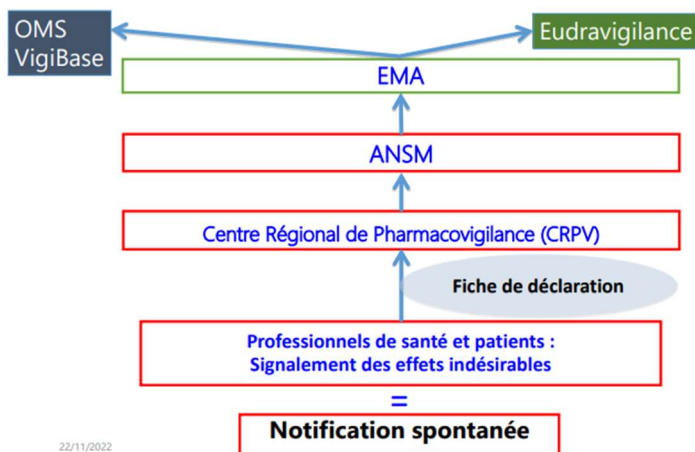 OMS
VigiBase
Eudravigilance
EMA
ANSM
Centre Régional de Pharmacovigilance (CRPV)
Fiche de déclaration
Professionnels de santé et patients :
Signalement des effets indésirables
=
Notification spontanée
22/11/2022